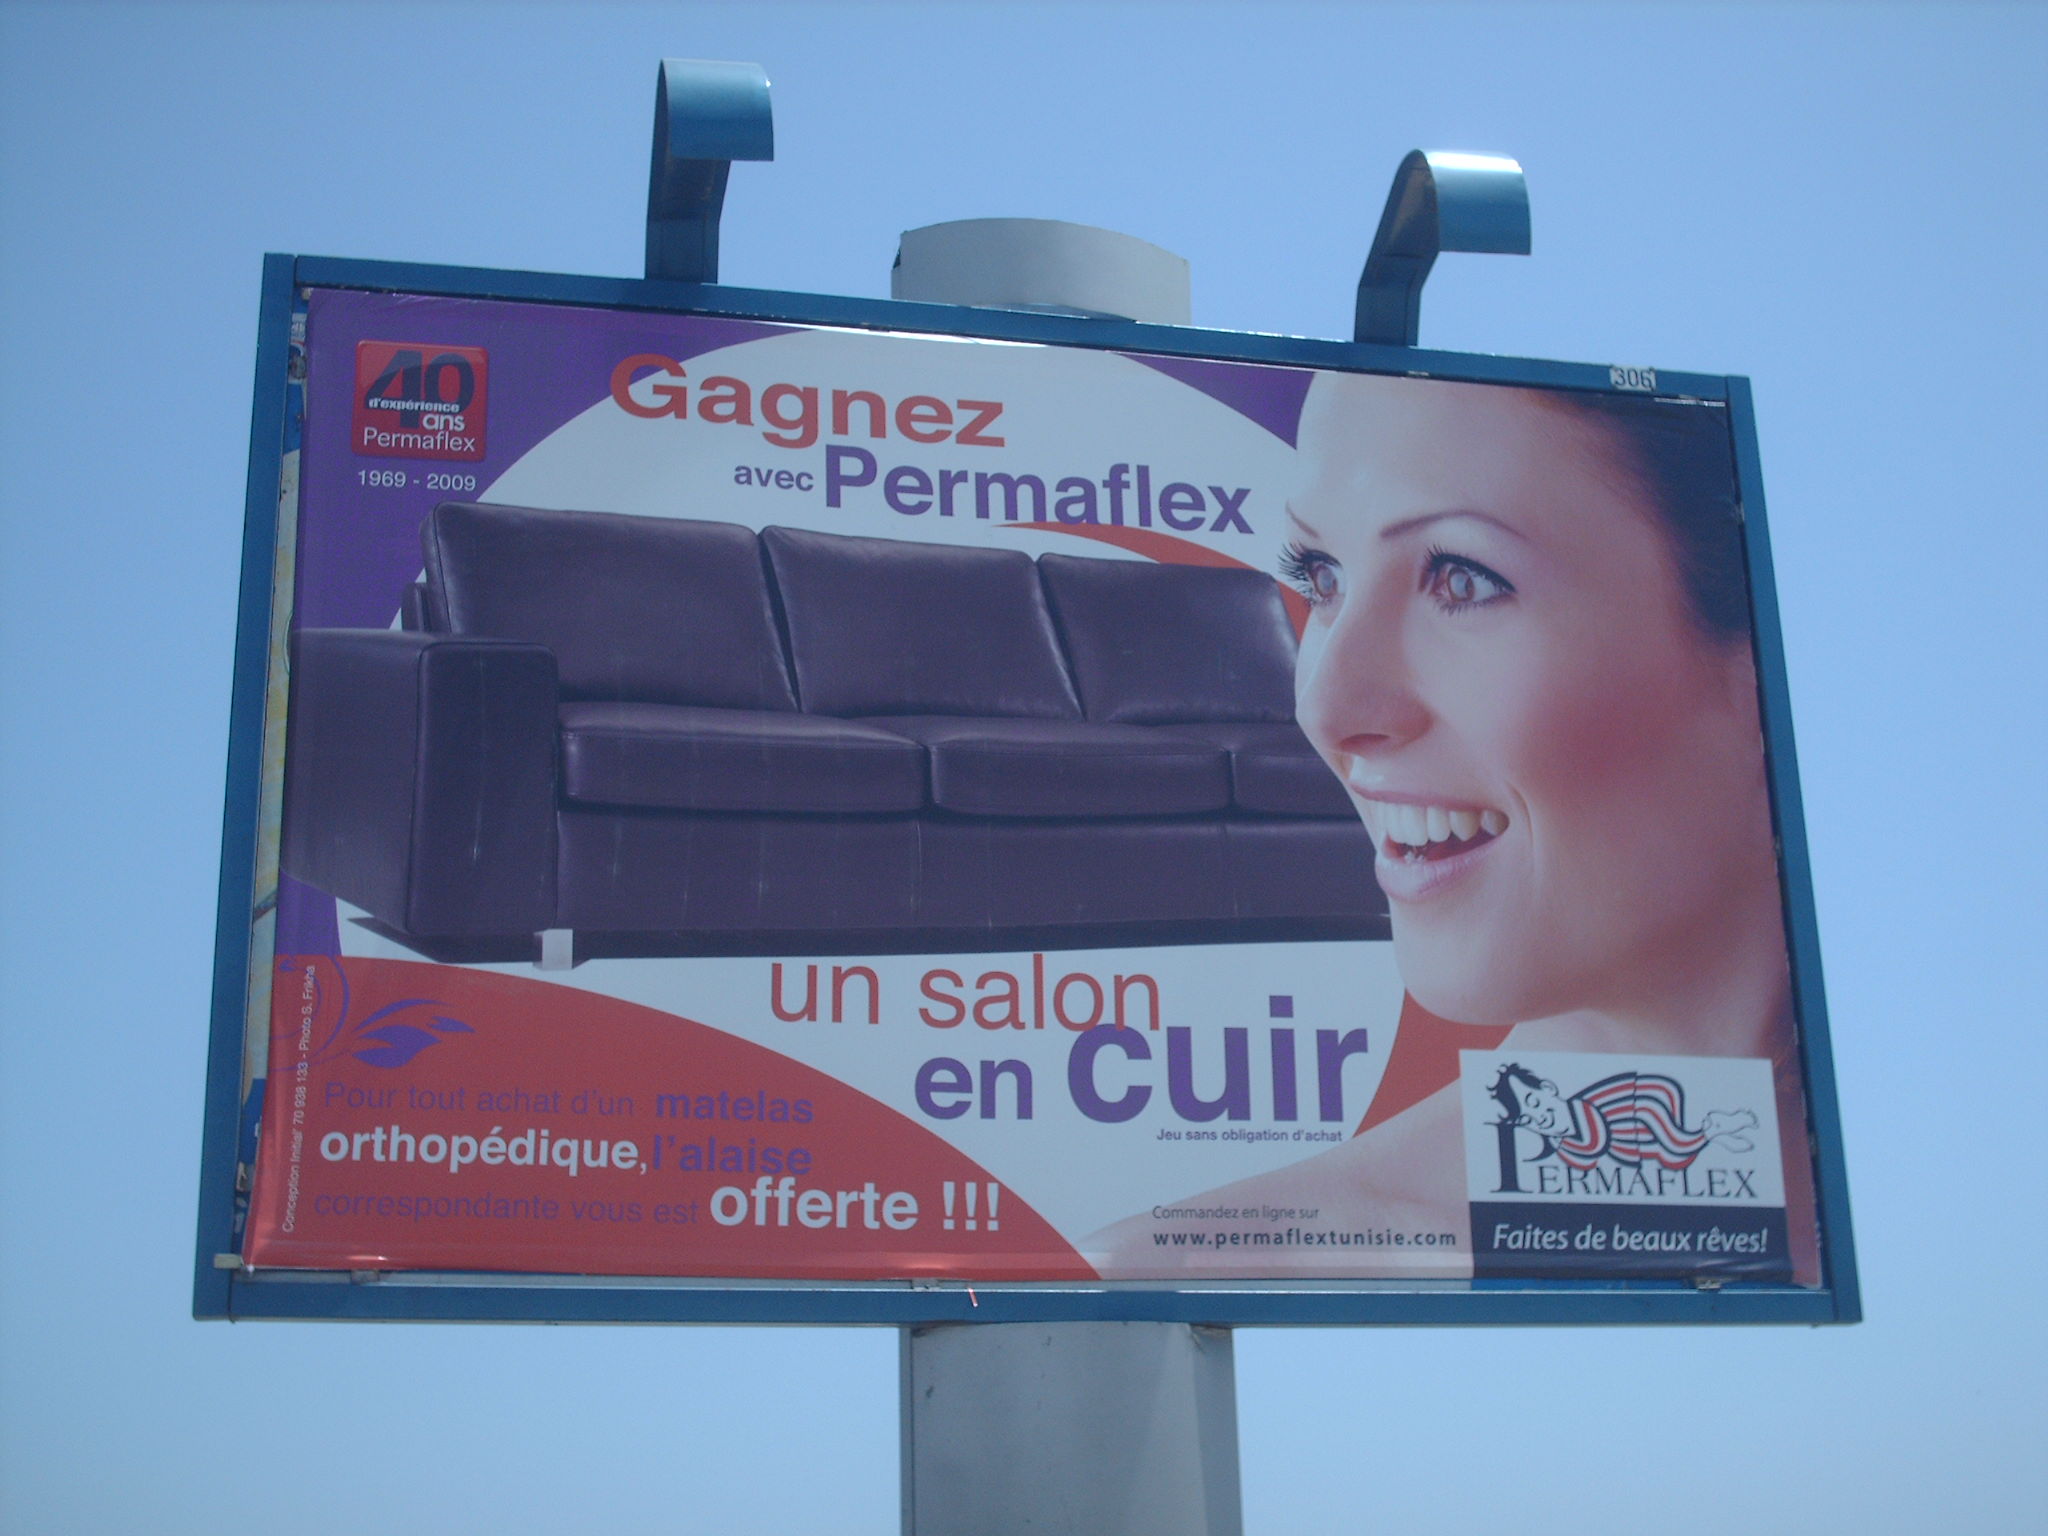 306
40
d'expérience
ans
Permaflex
1969 - 2009
Gagnez
avec Permaflex
un salon
en cuir
Jeu sans obligation d'achat
Pour tout achat d'un matelas
orthopédique, l'alaise
correspondante vous est offerte !!!
Conception Initial' 70 938 133 - Photo S. Frikha
Commandez en ligne sur
www.permaflextunisie.com
PERMAFLEX
Faites de beaux rêves!